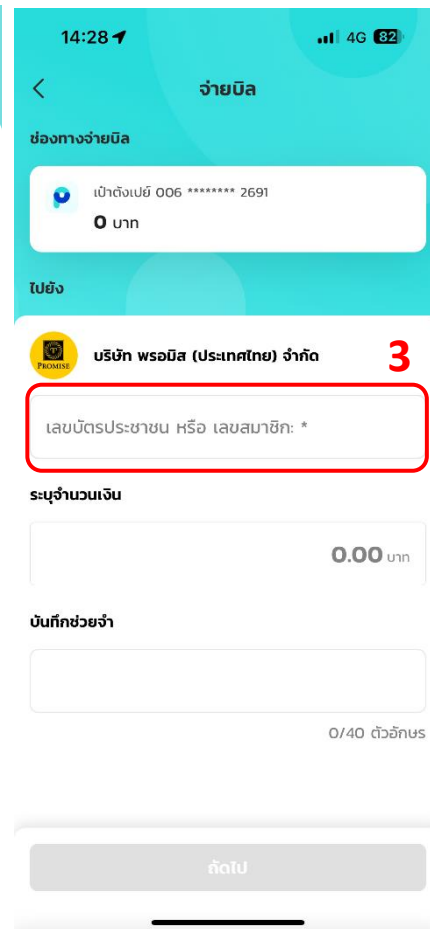 14:28
4G 82
จ่ายบิล
ช่องทางจ่ายบิล
เป๋าตังเปย์ 006 ******** 2691
0 บาท
ไปยัง
PROMISE
บริษัท พรอมิส (ประเทศไทย) จำกัด
3
เลขบัตรประชาชน หรือ เลขสมาชิก: *
ระบุจำนวนเงิน
0.00 บาท
บันทึกช่วยจำ
0/40 ตัวอักษร
ถัดไป